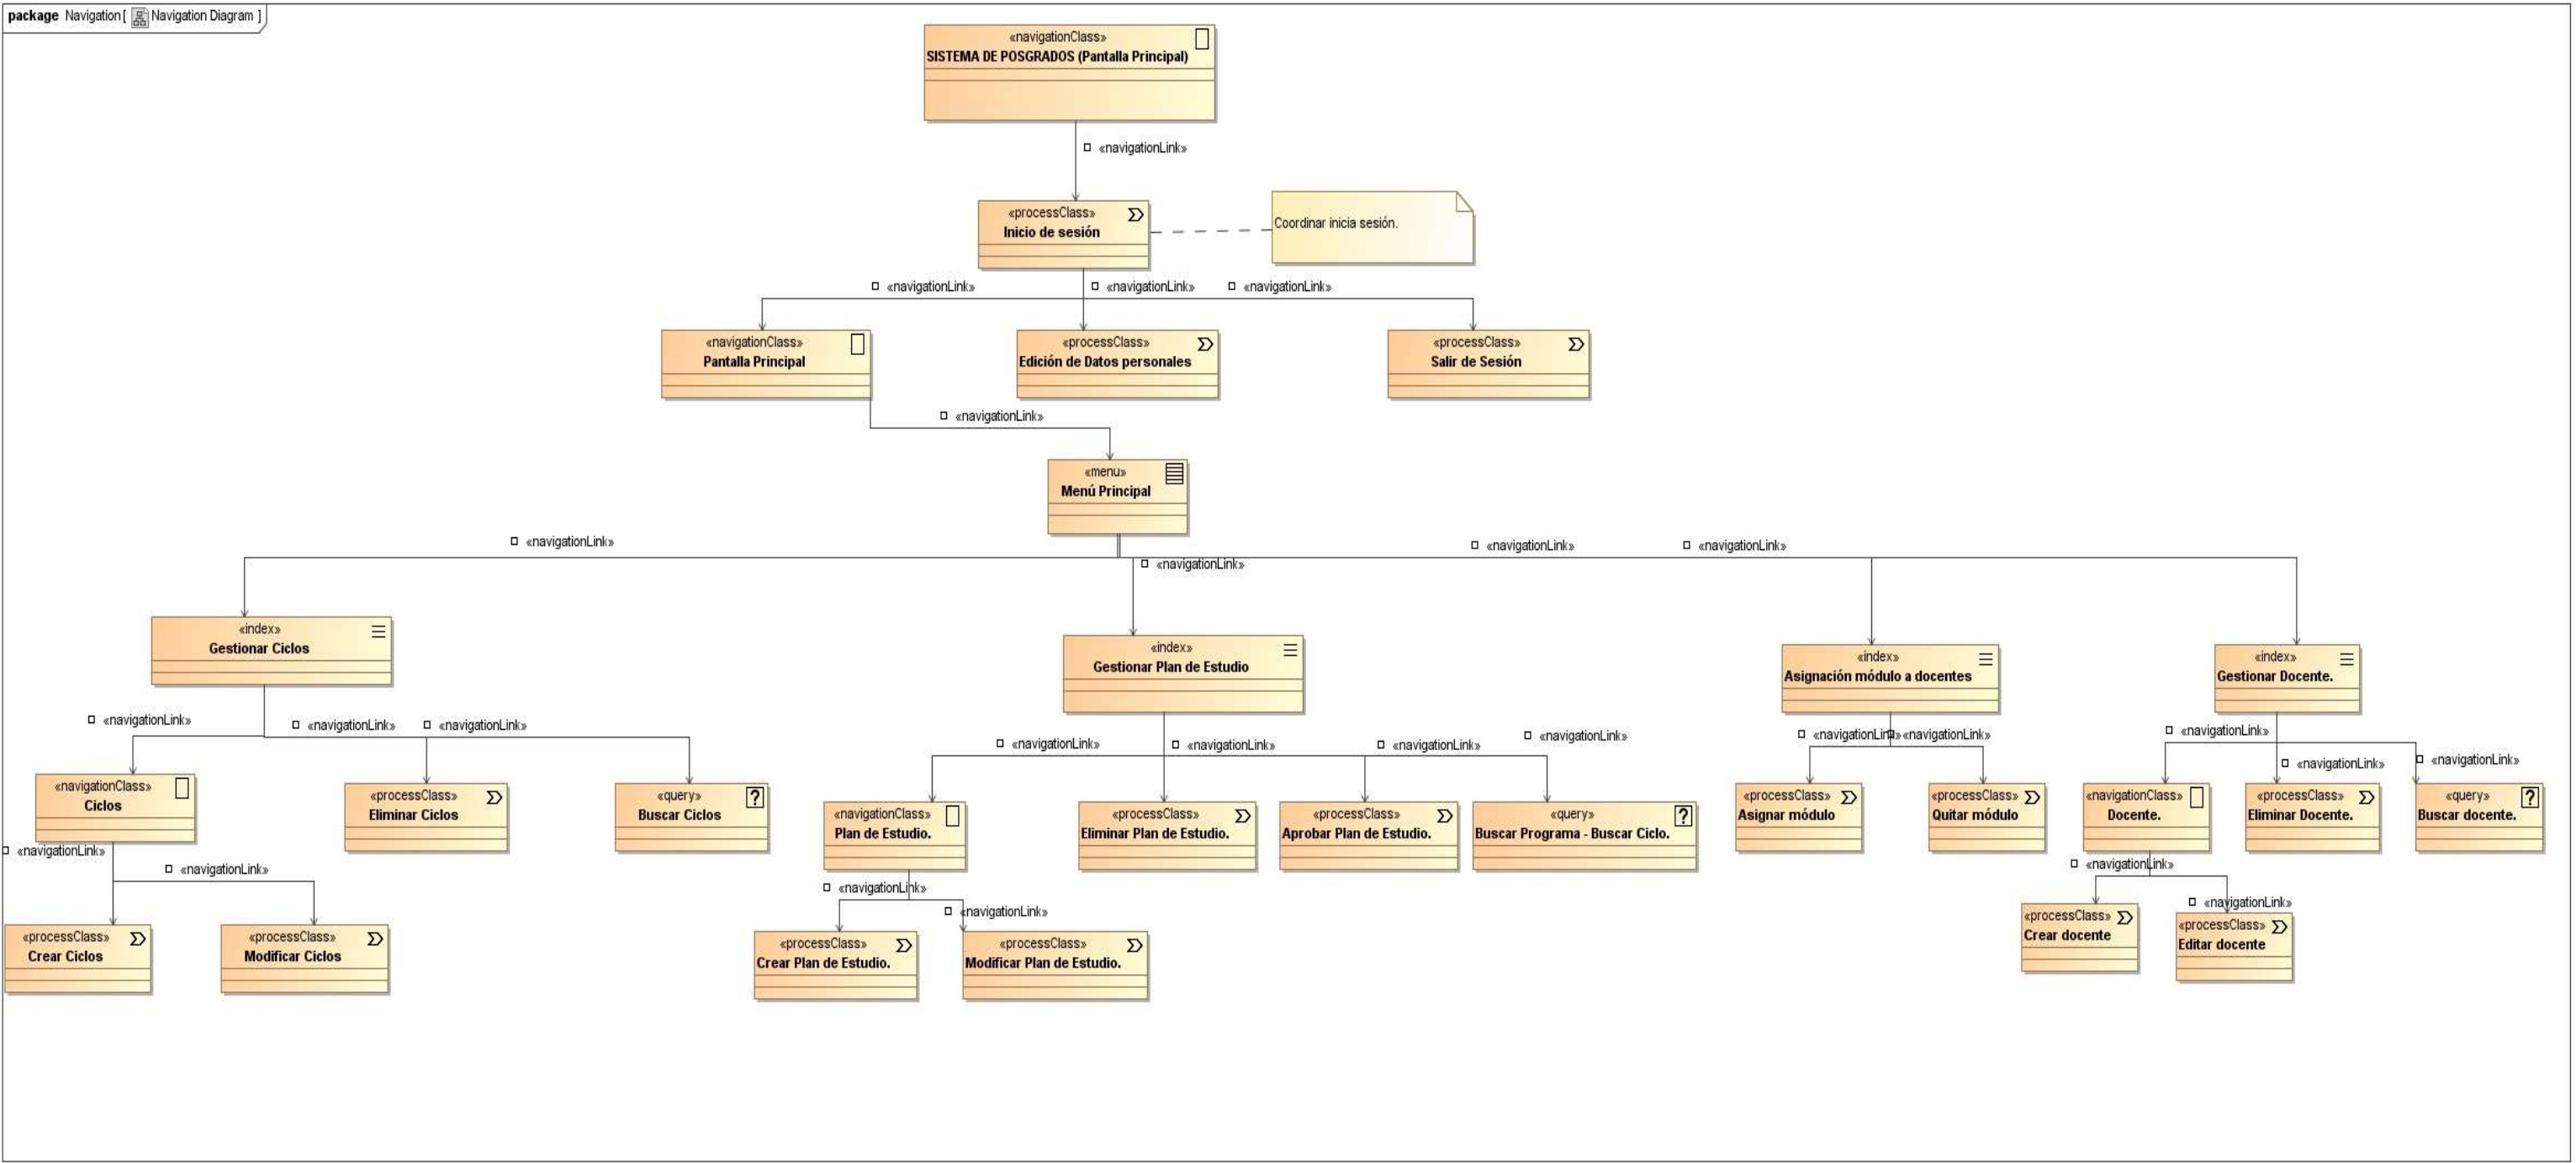 package Navigation[ Navigation Diagram ]
«navigationClass»
SISTEMA DE POSGRADOS (Pantalla Principal)
«navigationLink»
«processClass»
Inicio de sesión
Coordinar inicia sesión.
«navigationLink»
«navigationLink»
«navigationLink»
«navigationClass»
Pantalla Principal
«processClass»
Edición de Datos personales
«processClass»
Salir de Sesión
«navigationLink»
«menu»
Menú Principal
«navigationLink»
«navigationLink»
«navigationLink»
«navigationLink»
«index»
Gestionar Ciclos
«index»
Gestionar Plan de Estudio
«index»
Asignación módulo a docentes
«index»
Gestionar Docente.
«navigationLink»
«navigationLink»
«navigationLink»
«navigationLink»
«navigationLink»
«navigationLink»
«navigationLink»
«navigationLink»
«navigationLink»
«navigationLink»
«navigationLink»
«navigationLink»
«navigationClass»
Ciclos
«processClass»
Eliminar Ciclos
«query»
Buscar Ciclos
«navigationClass»
Plan de Estudio.
«processClass»
Eliminar Plan de Estudio.
«processClass»
Aprobar Plan de Estudio.
«query»
Buscar Programa - Buscar Ciclo.
«processClass»
Asignar módulo
«processClass»
Quitar módulo
«navigationClass»
Docente.
«processClass»
Eliminar Docente.
«query»
Buscar docente.
«navigationLink»
«navigationLink»
«navigationLink»
«navigationLink»
«navigationLink»
«navigationLink»
«processClass»
Crear Ciclos
«processClass»
Modificar Ciclos
«processClass»
Crear Plan de Estudio.
«processClass»
Modificar Plan de Estudio.
«processClass»
Crear docente
«processClass»
Editar docente